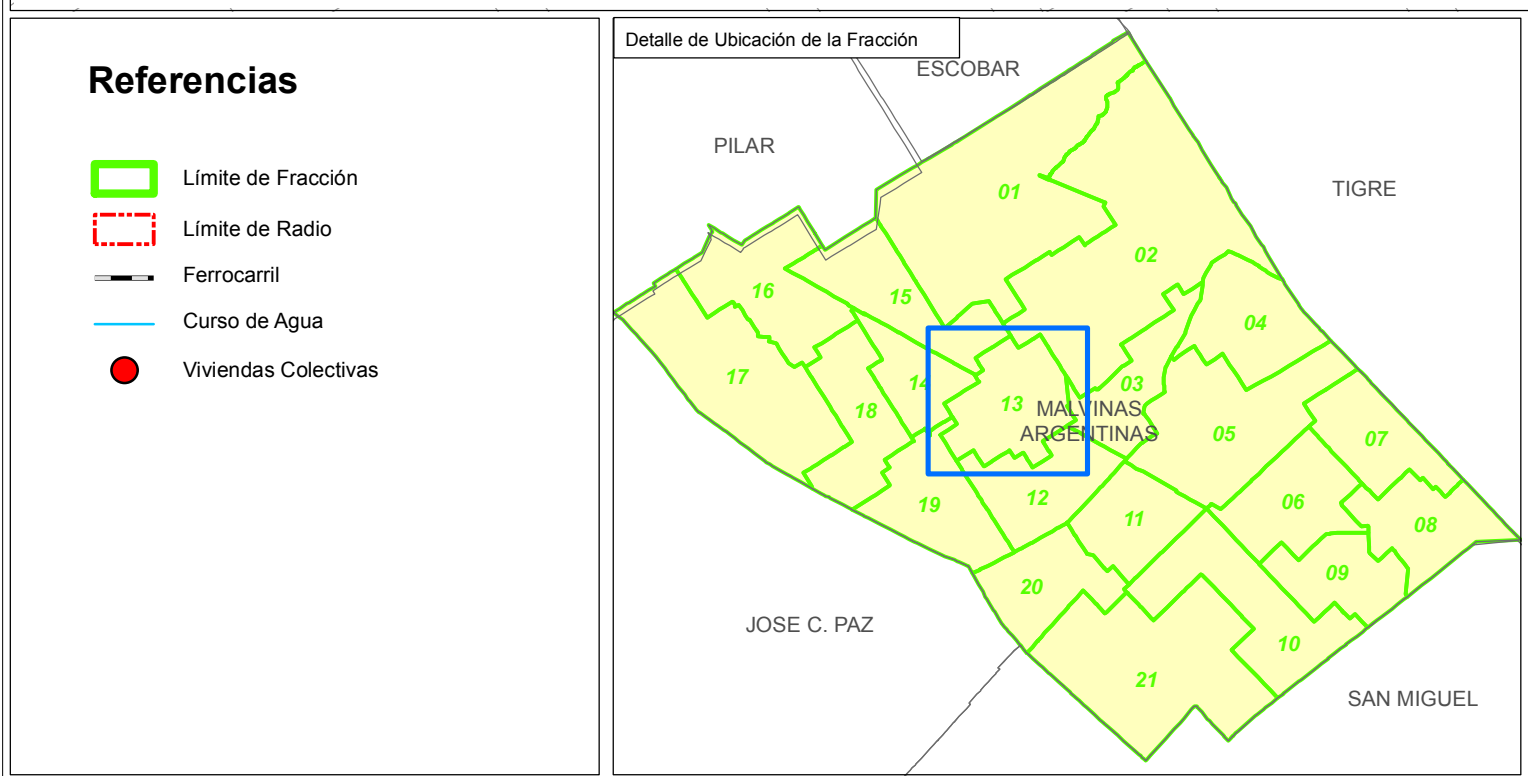 Referencias
Límite de Fracción
Límite de Radio
Ferrocarril
Curso de Agua
Viviendas Colectivas
Detalle de Ubicación de la Fracción
ESCOBAR
PILAR
TIGRE
01
02
16
15
04
17
14
03
13
18
MALVINAS
ARGENTINAS
05
07
12
19
11
06
08
09
20
JOSE C. PAZ
10
21
SAN MIGUEL